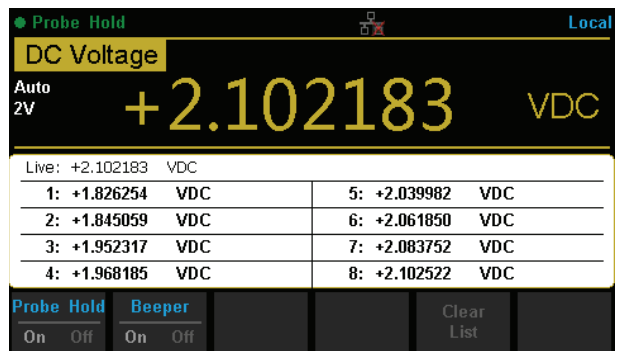 Probe Hold Local
DC Voltage
Auto
2V
+2.102183 VDC
Live: +2.102183 VDC
1: +1.826254 VDC 5: +2.039982 VDC
2: +1.845059 VDC 6: +2.061850 VDC
3: +1.952317 VDC 7: +2.083752 VDC
4: +1.968185 VDC 8: +2.102522 VDC
Probe Hold Beeper Clear
On Off On Off List